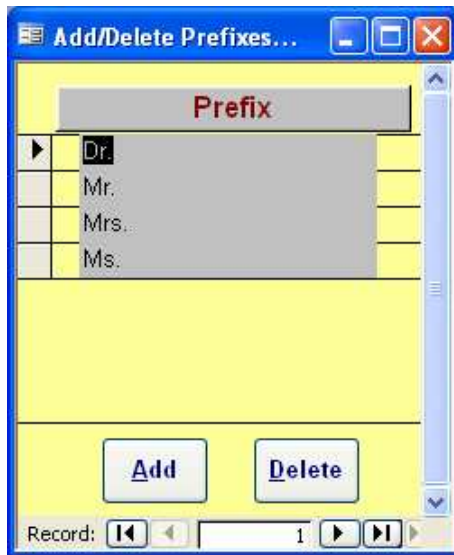 Add/Delete Prefixes...
Prefix
Dr.
Mr.
Mrs.
Ms.
Add Delete
Record: 1